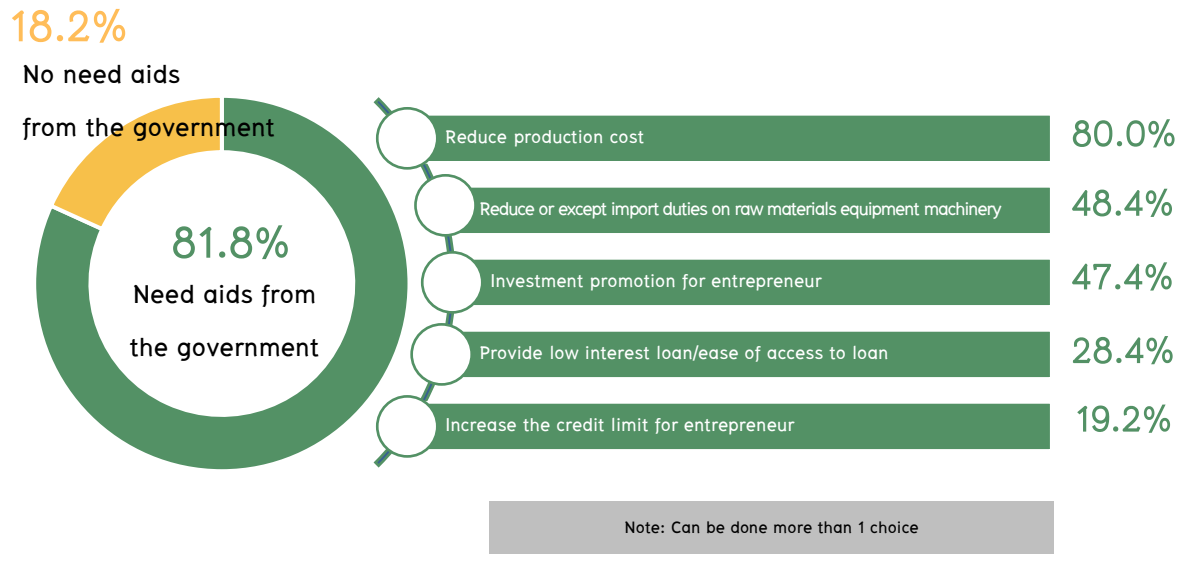 18.2%
No need aids
from the government
81.8%
Need aids from
the government
Reduce production cost
80.0%
Reduce or except import duties on raw materials equipment machinery
48.4%
Investment promotion for entrepreneur
47.4%
Provide low interest loan/ease of access to loan
28.4%
Increase the credit limit for entrepreneur
19.2%
Note: Can be done more than 1 choice